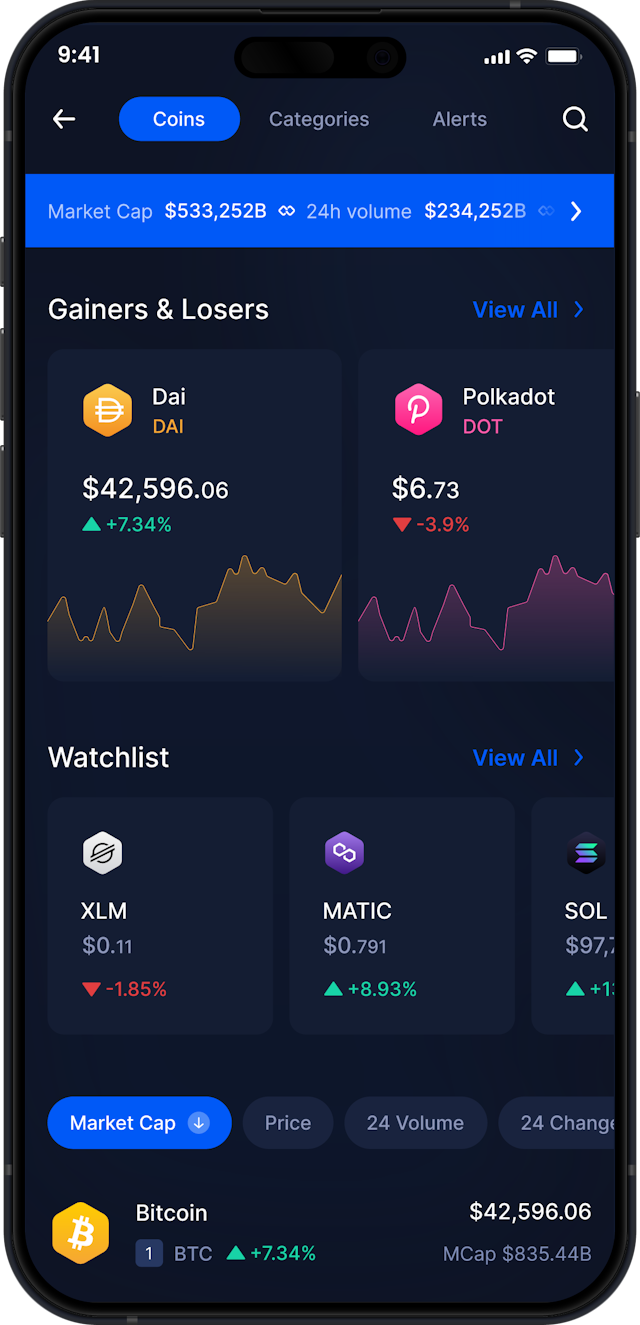 9:41
Coins Categories Alerts
Market Cap $533,252B 24h volume $234,252B
Gainers & Losers View All
Dai
DAI
$42,596.06
+7.34%
Polkadot
DOT
$6.73
-3.9%
Watchlist View All
XLM
$0.11
-1.85%
MATIC
$0.791
+8.93%
SOL
$97,7
+13
Market Cap Price 24 Volume 24 Change
Bitcoin $42,596.06
1 BTC +7.34% MCap $835.44B